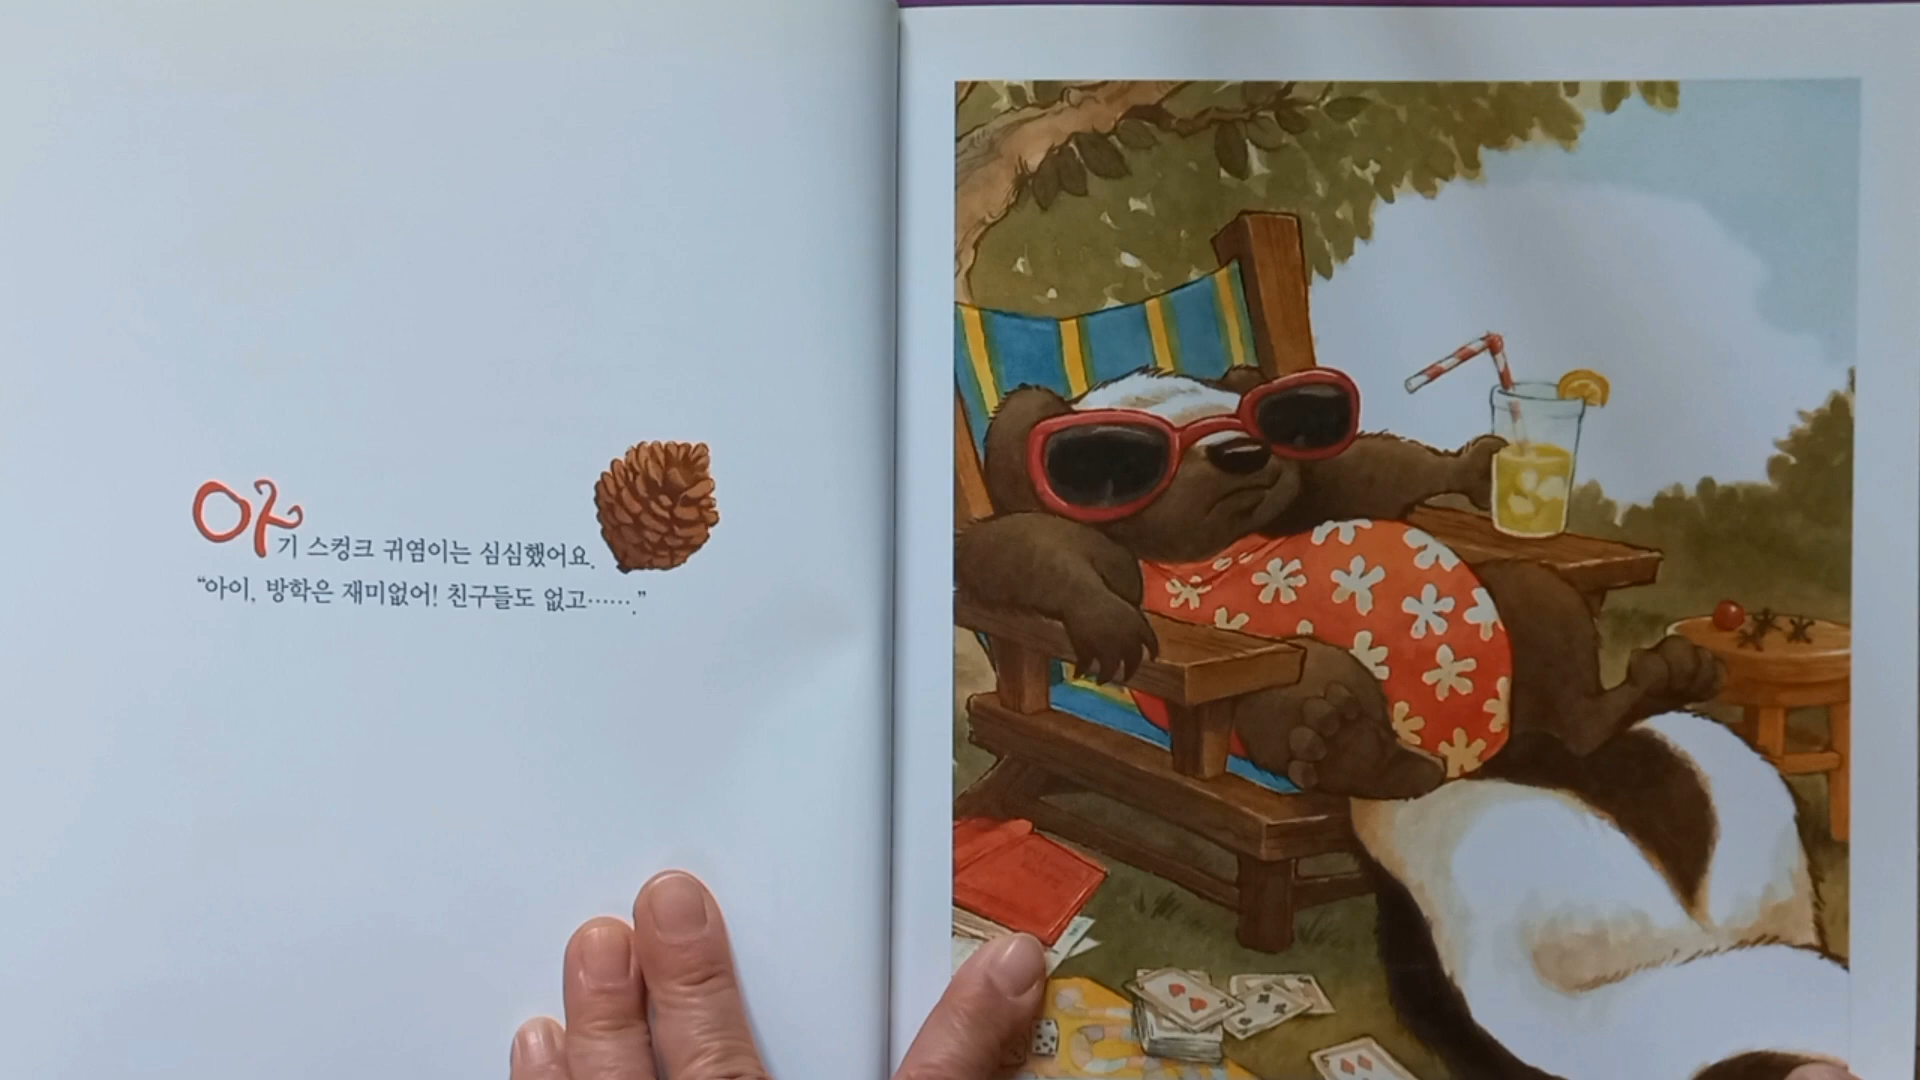 아기 스컹크 귀염이는 심심했어요.
“아이, 방학은 재미없어! 친구들도 없고…….”